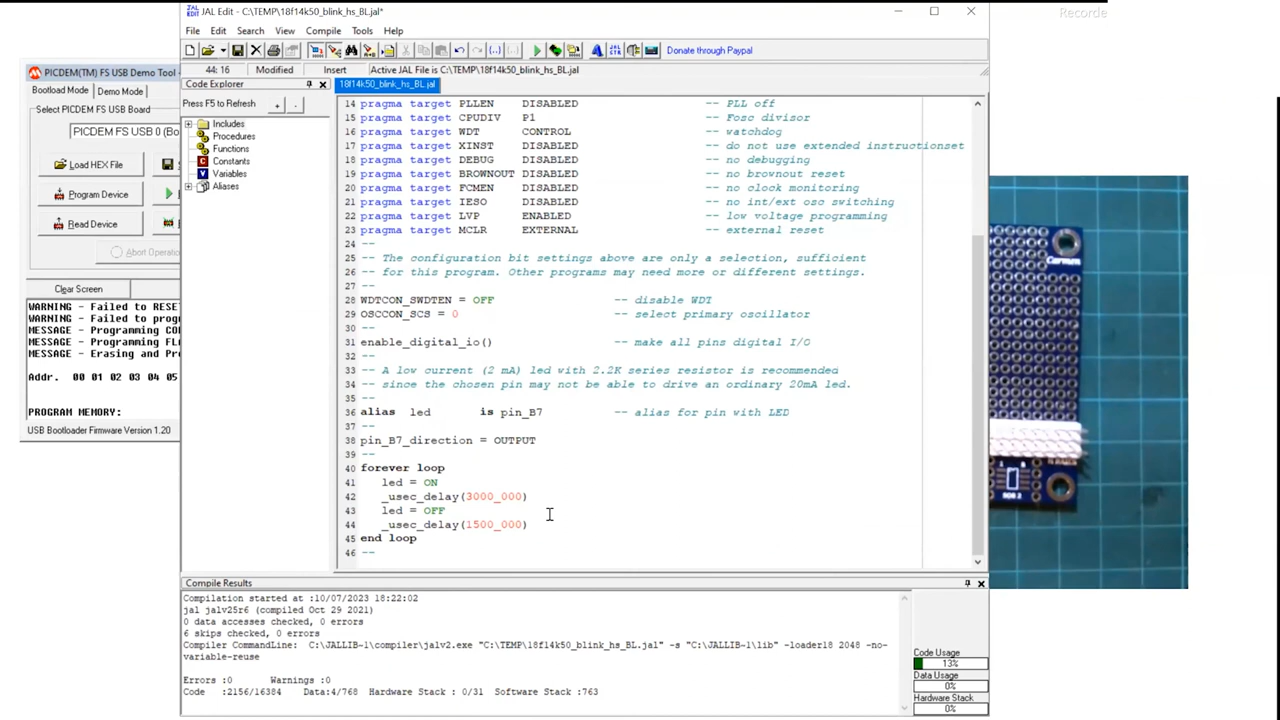 Recorde
JAL Edit - C:\TEMP\18f14k50_blink_hs_BL.jal*
File Edit Search View Compile Tools Help
Donate through Paypal
44: 16 Modified Insert Active JAL File is C:\TEMP\18f14k50_blink_hs_BL.jal
Code Explorer
18f14k50_blink_hs_BL.jal
Press F5 to Refresh + -
Includes
Procedures
Functions
Constants
Variables
Aliases
14 pragma target PLLEN DISABLED -- PLL off
15 pragma target CPUDIV P1 -- Fosc divisor
16 pragma target WDT CONTROL -- watchdog
17 pragma target XINST DISABLED -- do not use extended instructionset
18 pragma target DEBUG DISABLED -- no debugging
19 pragma target BROWNOUT DISABLED -- no brownout reset
20 pragma target FCMEN DISABLED -- no clock monitoring
21 pragma target IESO DISABLED -- no int/ext osc switching
22 pragma target LVP ENABLED -- low voltage programming
23 pragma target MCLR EXTERNAL -- external reset
24 --
25 -- The configuration bit settings above are only a selection, sufficient
26 -- for this program. Other programs may need more or different settings.
27 --
28 WDTCON_SWDTEN = OFF -- disable WDT
29 OSCCON_SCS = 0 -- select primary oscillator
30 --
31 enable_digital_io() -- make all pins digital I/O
32 --
33 -- A low current (2 mA) led with 2.2K series resistor is recommended
34 -- since the chosen pin may not be able to drive an ordinary 20mA led.
35 --
36 alias led is pin_B7 -- alias for pin with LED
37 --
38 pin_B7_direction = OUTPUT
39 --
40 forever loop
41 led = ON
42 _usec_delay(3000_000)
43 led = OFF
44 _usec_delay(1500_000)
45 end loop
46 --
Compile Results
Compilation started at :10/07/2023 18:22:02
jal jalv25r6 (compiled Oct 29 2021)
0 data accesses checked, 0 errors
6 skips checked, 0 errors
Compiler CommandLine: C:\JALLIB-1\compiler\jalv2.exe "C:\TEMP\18f14k50_blink_hs_BL.jal" -s "C:\JALLIB-1\lib" -loader18 2048 -no-
variable-reuse
Errors :0 Warnings :0
Code :2156/16384 Data:4/768 Hardware Stack : 0/31 Software Stack :763
Code Usage
13%
Data Usage
0%
Hardware Stack
0%
PICDEM(TM) FS USB Demo Tool -
Bootload Mode Demo Mode
Select PICDEM FS USB Board
PICDEM FS USB 0 (Bo
Load HEX File
Program Device
Read Device
Abort Operatio
Clear Screen
WARNING - Failed to RESE
WARNING - Failed to prog
MESSAGE - Programming CO
MESSAGE - Programming FL
MESSAGE - Erasing and Pr
Addr. 00 01 02 03 04 05
PROGRAM MEMORY:
USB Bootloader Firmware Version 1.20